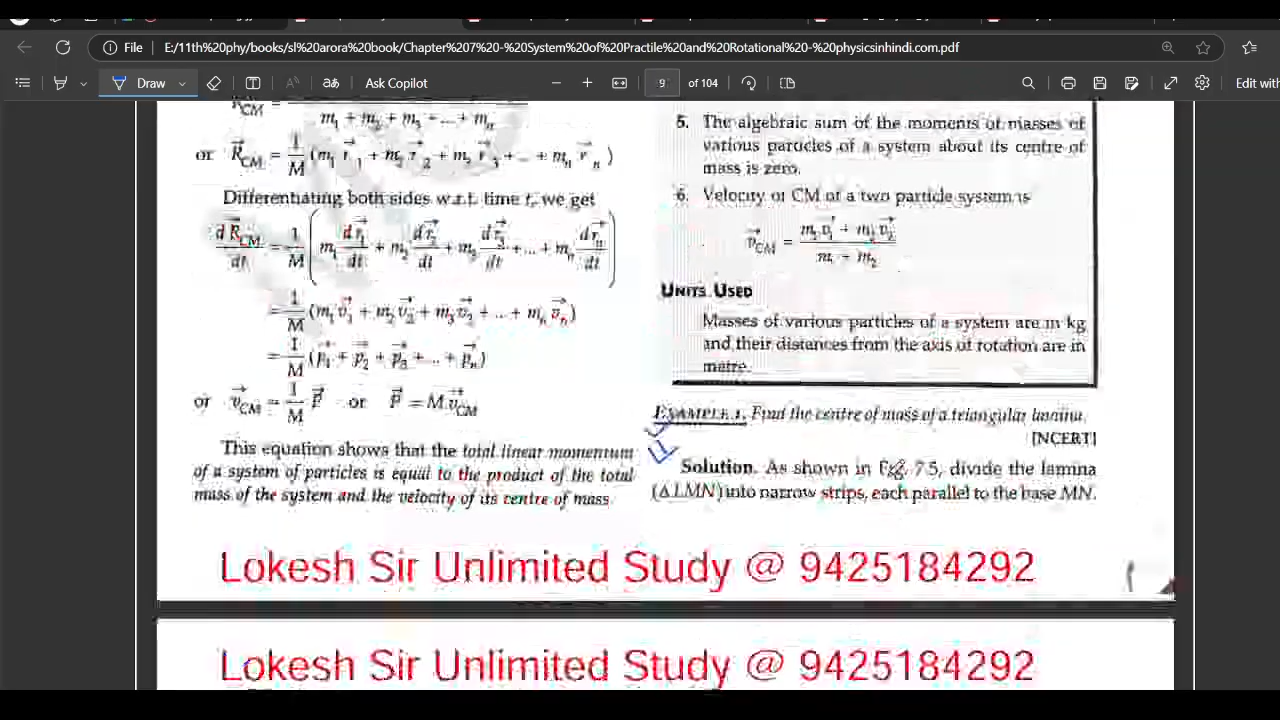 File
E:/11th%20phy/books/sl%20arora%20book/Chapter%207%20-%20System%20of%20Practile%20and%20Rotational%20-%20physicsinhindi.com.pdf
Draw
Ask Copilot
9 of 104
Edit with
CM =
m₁ + m₂ + m₃ + ... + mₙ
or R⃗CM = 1/M (m₁ r⃗₁ + m₂ r⃗₂ + m₃ r⃗₃ + ... + mₙ r⃗ₙ)
Differentiating both sides w.r.t. time t, we get
dR⃗CM/dt = 1/M (m₁ dr⃗₁/dt + m₂ dr⃗₂/dt + m₃ dr⃗₃/dt + ... + mₙ dr⃗ₙ/dt)
= 1/M (m₁ v⃗₁ + m₂ v⃗₂ + m₃ v⃗₂ + ... + mₙ v⃗ₙ)
= 1/M (p⃗₁ + p⃗₂ + p⃗₃ + ... + p⃗ₙ)
or v⃗CM = 1/M P⃗ or P⃗ = M v⃗CM
This equation shows that the total linear momentum
of a system of particles is equal to the product of the total
mass of the system and the velocity of its centre of mass.
5. The algebraic sum of the moments of masses of
various particles of a system about its centre of
mass is zero.
6. Velocity of CM of a two particle system is
v⃗CM = (m₁ v⃗₁ + m₂ v⃗₂)/(m₁ + m₂)
UNITS USED
Masses of various particles of a system are in kg
and their distances from the axis of rotation are in
metre.
EXAMPLE 1. Find the centre of mass of a triangular lamina.
[NCERT]
Solution. As shown in Fig. 7.5, divide the lamina
(Δ LMN) into narrow strips, each parallel to the base MN.
Lokesh Sir Unlimited Study @ 9425184292
Lokesh Sir Unlimited Study @ 9425184292